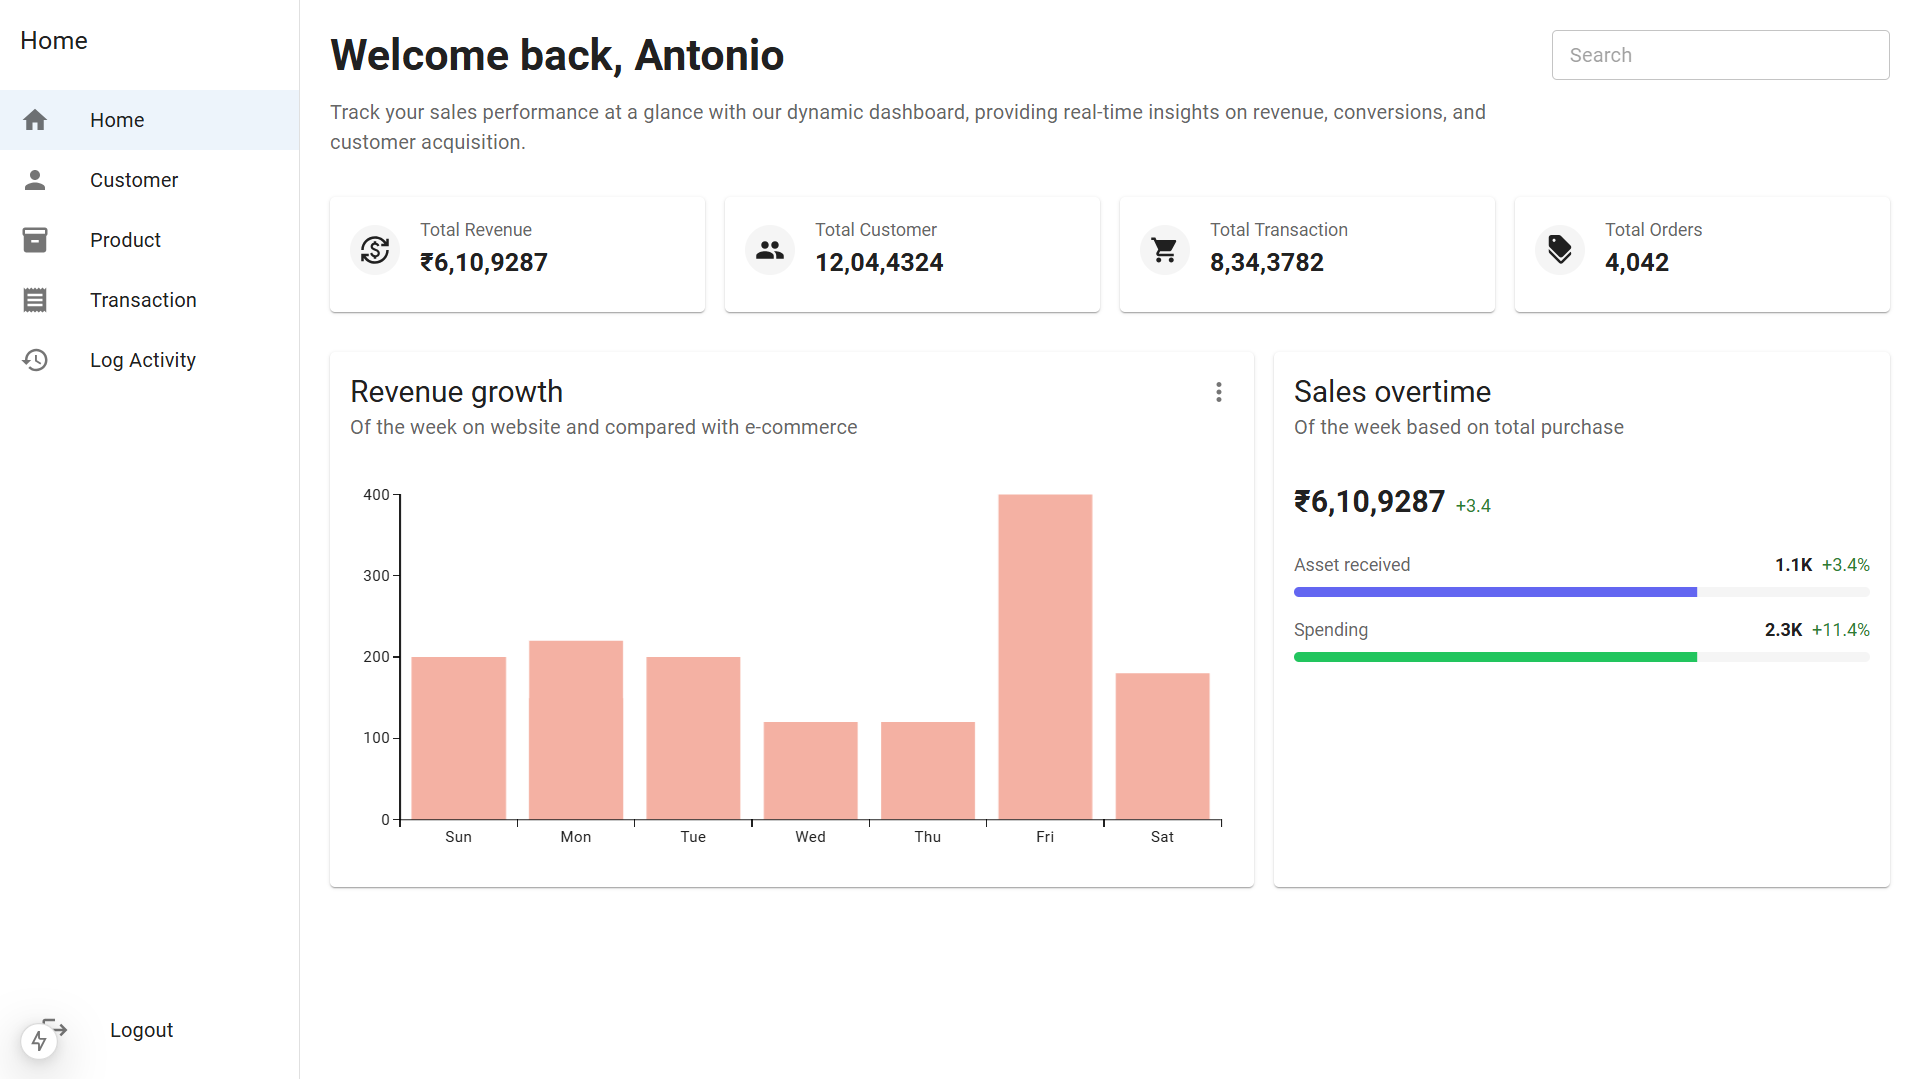 Home
Home
Customer
Product
Transaction
Log Activity
Logout
Welcome back, Antonio
Search
Track your sales performance at a glance with our dynamic dashboard, providing real-time insights on revenue, conversions, and
customer acquisition.
Total Revenue
₹6,10,9287
Total Customer
12,04,4324
Total Transaction
8,34,3782
Total Orders
4,042
Revenue growth
Of the week on website and compared with e-commerce
400
300
200
100
0
Sun Mon Tue Wed Thu Fri Sat
Sales overtime
Of the week based on total purchase
₹6,10,9287 +3.4
Asset received 1.1K +3.4%
Spending 2.3K +11.4%